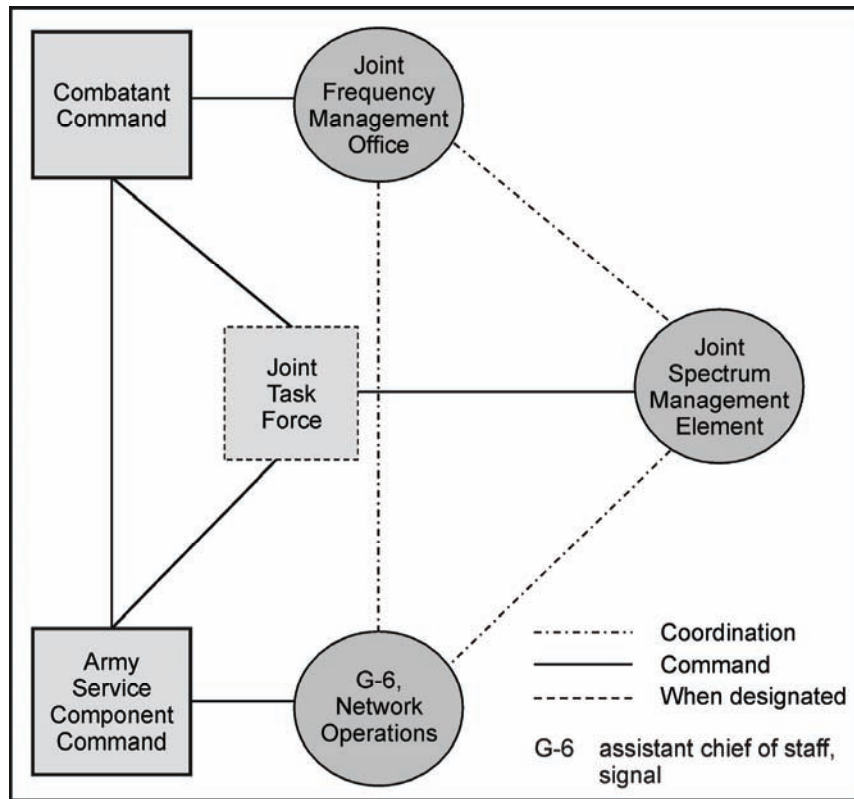 Combatant
Command
Joint
Frequency
Management
Office
Joint
Task
Force
Joint
Spectrum
Management
Element
Army
Service
Component
Command
G-6,
Network
Operations
Coordination
Command
When designated
G-6 assistant chief of staff,
signal